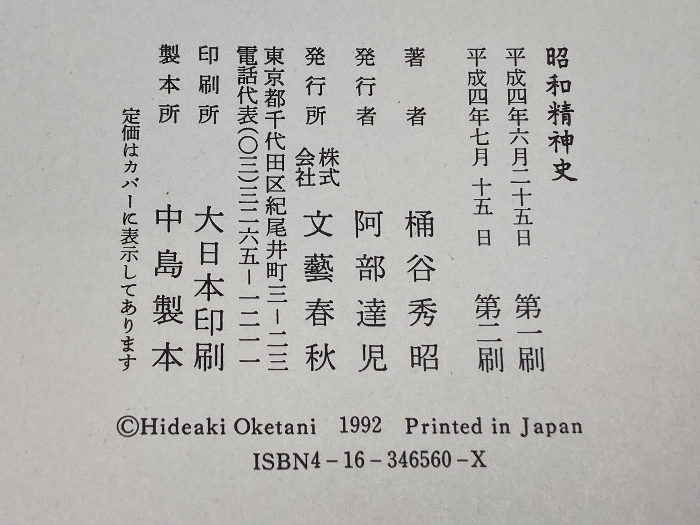 昭和精神史
平成四年六月二十五日 第一刷
平成四年七月十五日 第二刷
著者 桶谷秀昭
発行者 阿部達児
発行所 株式会社 文藝春秋
東京都千代田区紀尾井町三―二三
電話代表(〇三)三二六五―一二一一
印刷所 大日本印刷
製本所 中島製本
定価はカバーに表示してあります
©Hideaki Oketani 1992 Printed in Japan
ISBN4-16-346560-X